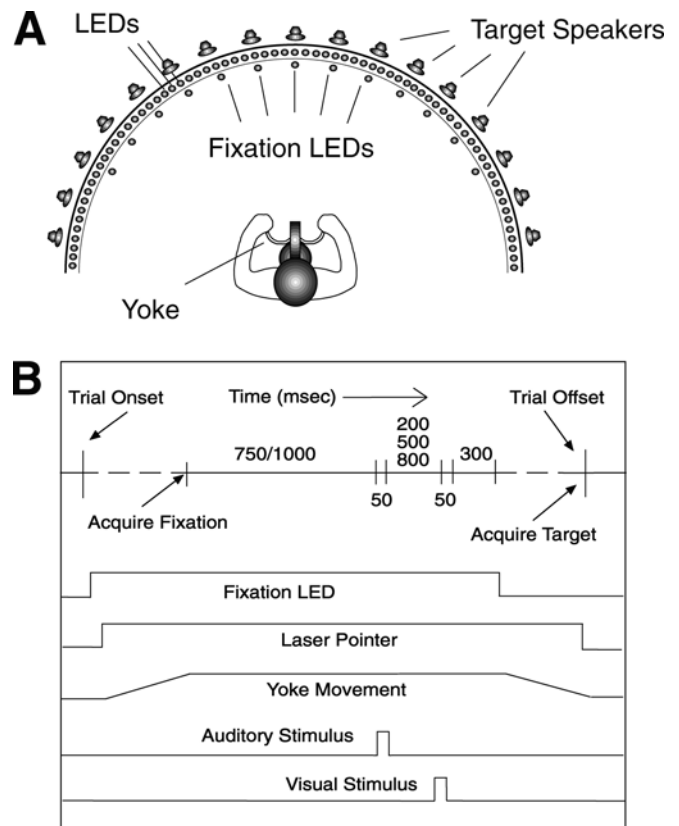 A
LEDs
Target Speakers
Fixation LEDs
Yoke
B
Trial Onset
Time (msec)
Trial Offset
200
500
800
750/1000
300
50
50
Acquire Fixation
Acquire Target
Fixation LED
Laser Pointer
Yoke Movement
Auditory Stimulus
Visual Stimulus